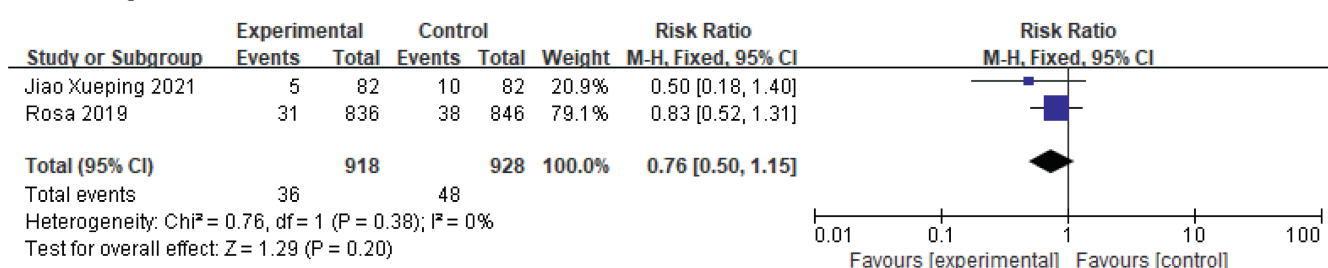 Experimental Control Risk Ratio Risk Ratio
Study or Subgroup Events Total Events Total Weight M-H, Fixed, 95% CI M-H, Fixed, 95% CI
Jiao Xueping 2021 5 82 10 82 20.9% 0.50 [0.18, 1.40]
Rosa 2019 31 836 38 846 79.1% 0.83 [0.52, 1.31]
Total (95% CI) 918 928 100.0% 0.76 [0.50, 1.15]
Total events 36 48
Heterogeneity: Chi² = 0.76, df = 1 (P = 0.38); I² = 0%
Test for overall effect: Z = 1.29 (P = 0.20)
0.01 0.1 1 10 100
Favours [experimental] Favours [control]